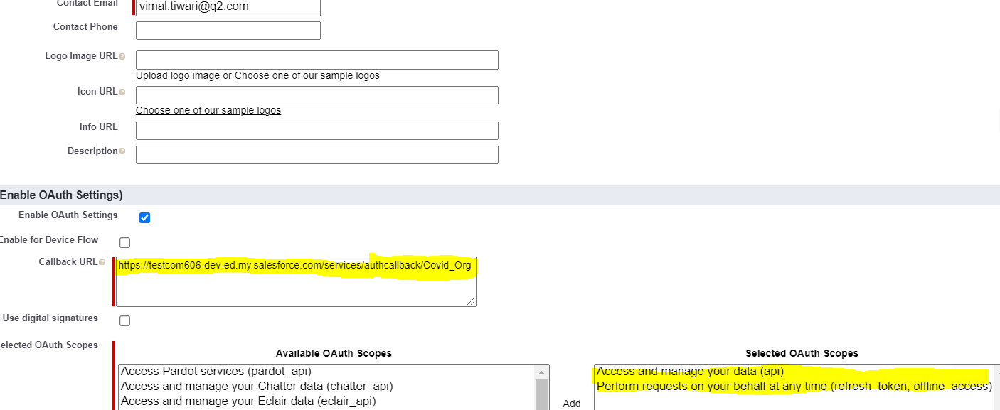 Contact Email
vimal.tiwari@q2.com
Contact Phone
Logo Image URL
Upload logo image or Choose one of our sample logos
Icon URL
Choose one of our sample logos
Info URL
Description
Enable OAuth Settings)
Enable OAuth Settings
Enable for Device Flow
Callback URL
https://testcom606-dev-ed.my.salesforce.com/services/authcallback/Covid_Org
Use digital signatures
elected OAuth Scopes
Available OAuth Scopes
Selected OAuth Scopes
Access Pardot services (pardot_api)
Access and manage your Chatter data (chatter_api)
Access and manage your Eclair data (eclair_api)
Add
Access and manage your data (api)
Perform requests on your behalf at any time (refresh_token, offline_access)